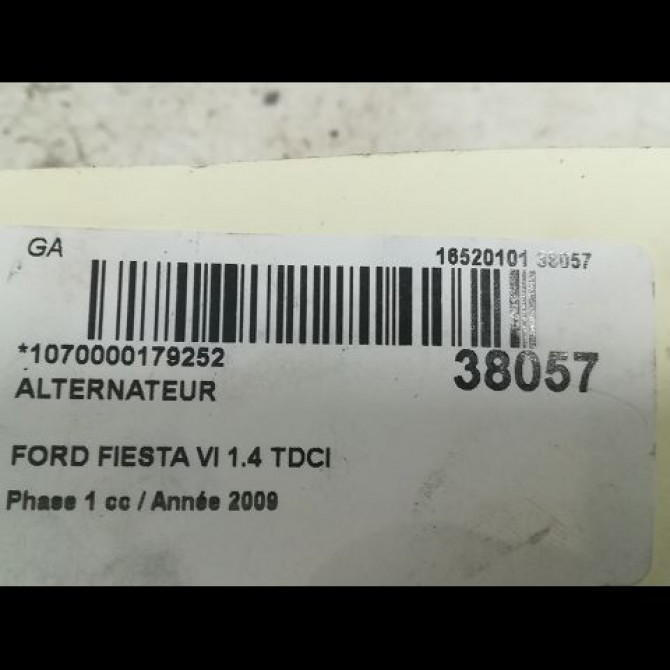 GA
16520101 38057
*1070000179252
38057
ALTERNATEUR
FORD FIESTA VI 1.4 TDCI
Phase 1 cc / Année 2009